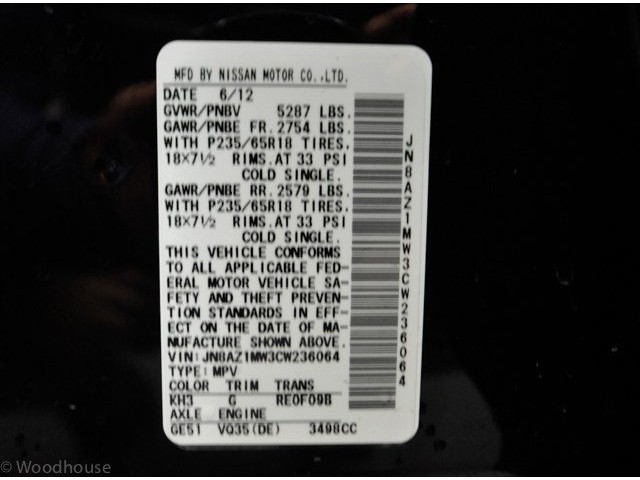 MFD BY NISSAN MOTOR CO.,LTD.
DATE 6/12
GVWR/PNBV 5287 LBS.
GAWR/PNBE FR. 2754 LBS.
WITH P235/65R18 TIRES.
18×7½ RIMS.AT 33 PSI
COLD SINGLE.
GAWR/PNBE RR. 2579 LBS.
WITH P235/65R18 TIRES.
18×7½ RIMS.AT 33 PSI
COLD SINGLE.
THIS VEHICLE CONFORMS
TO ALL APPLICABLE FED-
ERAL MOTOR VEHICLE SA-
FETY AND THEFT PREVEN-
TION STANDARDS IN EFF-
ECT ON THE DATE OF MA-
NUFACTURE SHOWN ABOVE.
VIN: JN8AZ1MW3CW236064
TYPE: MPV
COLOR TRIM TRANS
KH3 G RE0F09B
AXLE ENGINE
GE51 VQ35(DE) 3498CC
JN8AZ1MW3CW236064
© Woodhouse